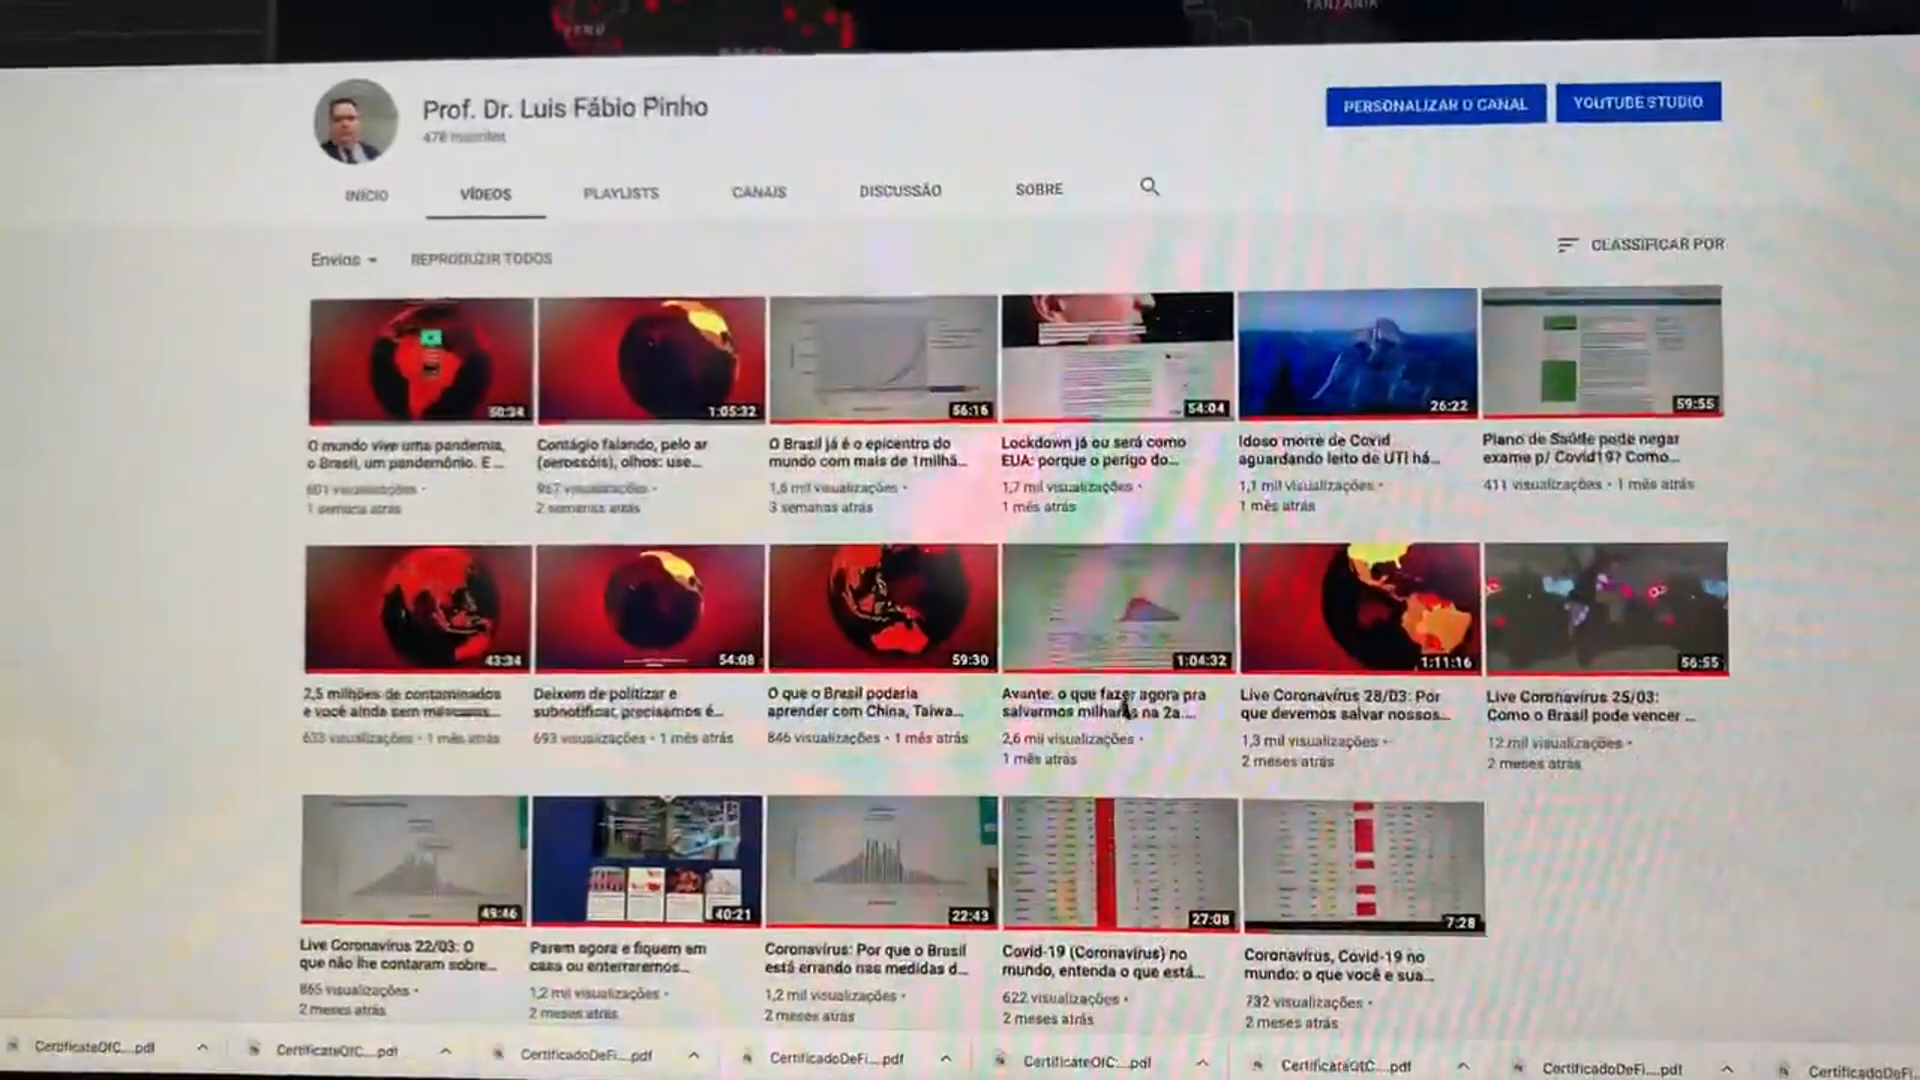 PERU
TANZANIA
Prof. Dr. Luis Fábio Pinho
478 inscritos
PERSONALIZAR O CANAL
YOUTUBE STUDIO
INÍCIO
VÍDEOS
PLAYLISTS
CANAIS
DISCUSSÃO
SOBRE
Envios
REPRODUZIR TODOS
CLASSIFICAR POR
50:34
1:05:32
56:16
54:04
26:22
59:55
O mundo vive uma pandemia,
o Brasil, um pandemônio. E ...
601 visualizações •
1 semana atrás
Contágio falando, pelo ar
(aerossóis), olhos: use...
967 visualizações •
2 semanas atrás
O Brasil já é o epicentro do
mundo com mais de 1milhã...
1,6 mil visualizações •
3 semanas atrás
Lockdown já ou será como
EUA: porque o perigo do...
1,7 mil visualizações •
1 mês atrás
Idoso morre de Covid
aguardando leito de UTI há...
1,1 mil visualizações •
1 mês atrás
Plano de Saúde pode negar
exame p/ Covid19? Como...
411 visualizações • 1 mês atrás
43:34
54:08
59:30
1:04:32
1:11:16
56:55
2,5 milhões de contaminados
e você ainda sem máscaras...
633 visualizações • 1 mês atrás
Deixem de politizar e
subnotificar, precisamos é...
693 visualizações • 1 mês atrás
O que o Brasil poderia
aprender com China, Taiwa...
846 visualizações • 1 mês atrás
Avante: o que fazer agora pra
salvarmos milhares na 2a....
2,6 mil visualizações •
1 mês atrás
Live Coronavírus 28/03: Por
que devemos salvar nossos...
1,3 mil visualizações •
2 meses atrás
Live Coronavírus 25/03:
Como o Brasil pode vencer ...
12 mil visualizações •
2 meses atrás
49:46
40:21
22:43
27:08
7:28
Live Coronavírus 22/03: O
que não lhe contaram sobre...
865 visualizações •
2 meses atrás
Parem agora e fiquem em
casa ou enterraremos...
1,2 mil visualizações •
2 meses atrás
Coronavírus: Por que o Brasil
está errando nas medidas d...
1,2 mil visualizações •
2 meses atrás
Covid-19 (Coronavírus) no
mundo, entenda o que está...
622 visualizações •
2 meses atrás
Coronavírus, Covid-19 no
mundo: o que você e sua...
732 visualizações •
2 meses atrás
CertificateOfC....pdf
CertificateOfC....pdf
CertificadoDeFi....pdf
CertificadoDeFi....pdf
CertificateOfC....pdf
CertificateOfC....pdf
CertificadoDeFi....pdf
CertificadoDeFi...